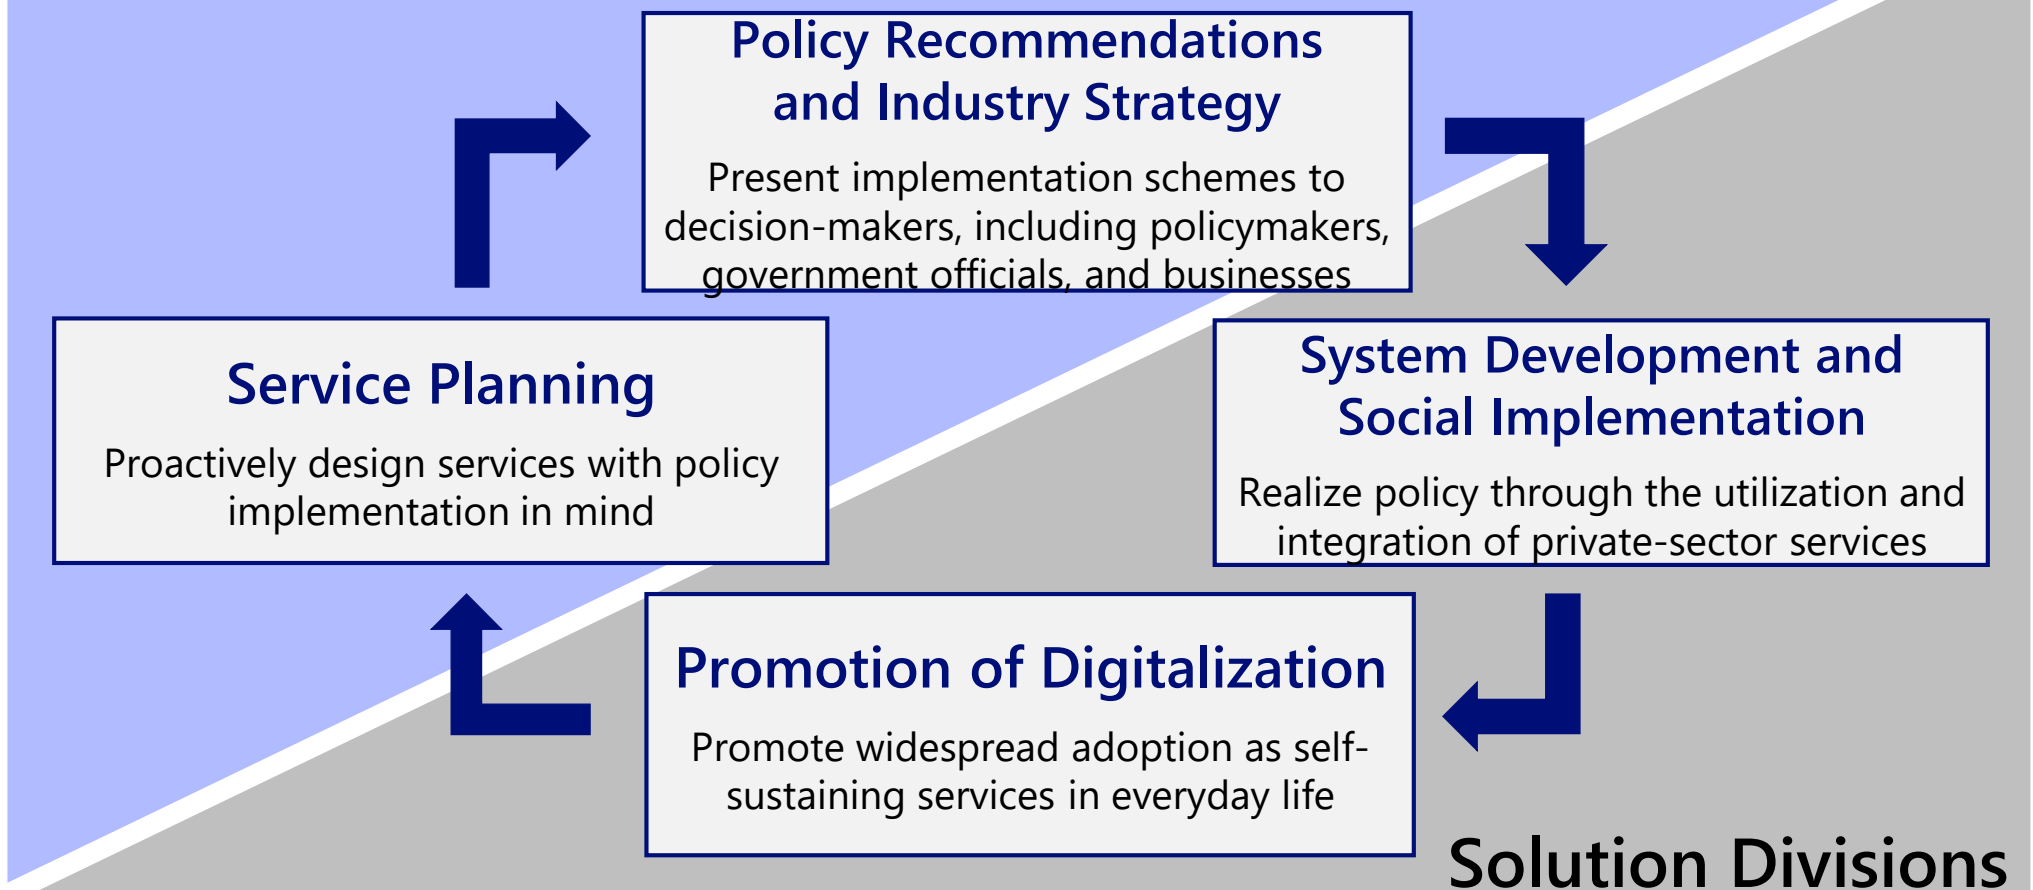 Policy Recommendations
and Industry Strategy
Present implementation schemes to
decision-makers, including policymakers,
government officials, and businesses
Service Planning
Proactively design services with policy
implementation in mind
System Development and
Social Implementation
Realize policy through the utilization and
integration of private-sector services
Promotion of Digitalization
Promote widespread adoption as self-
sustaining services in everyday life
Solution Divisions